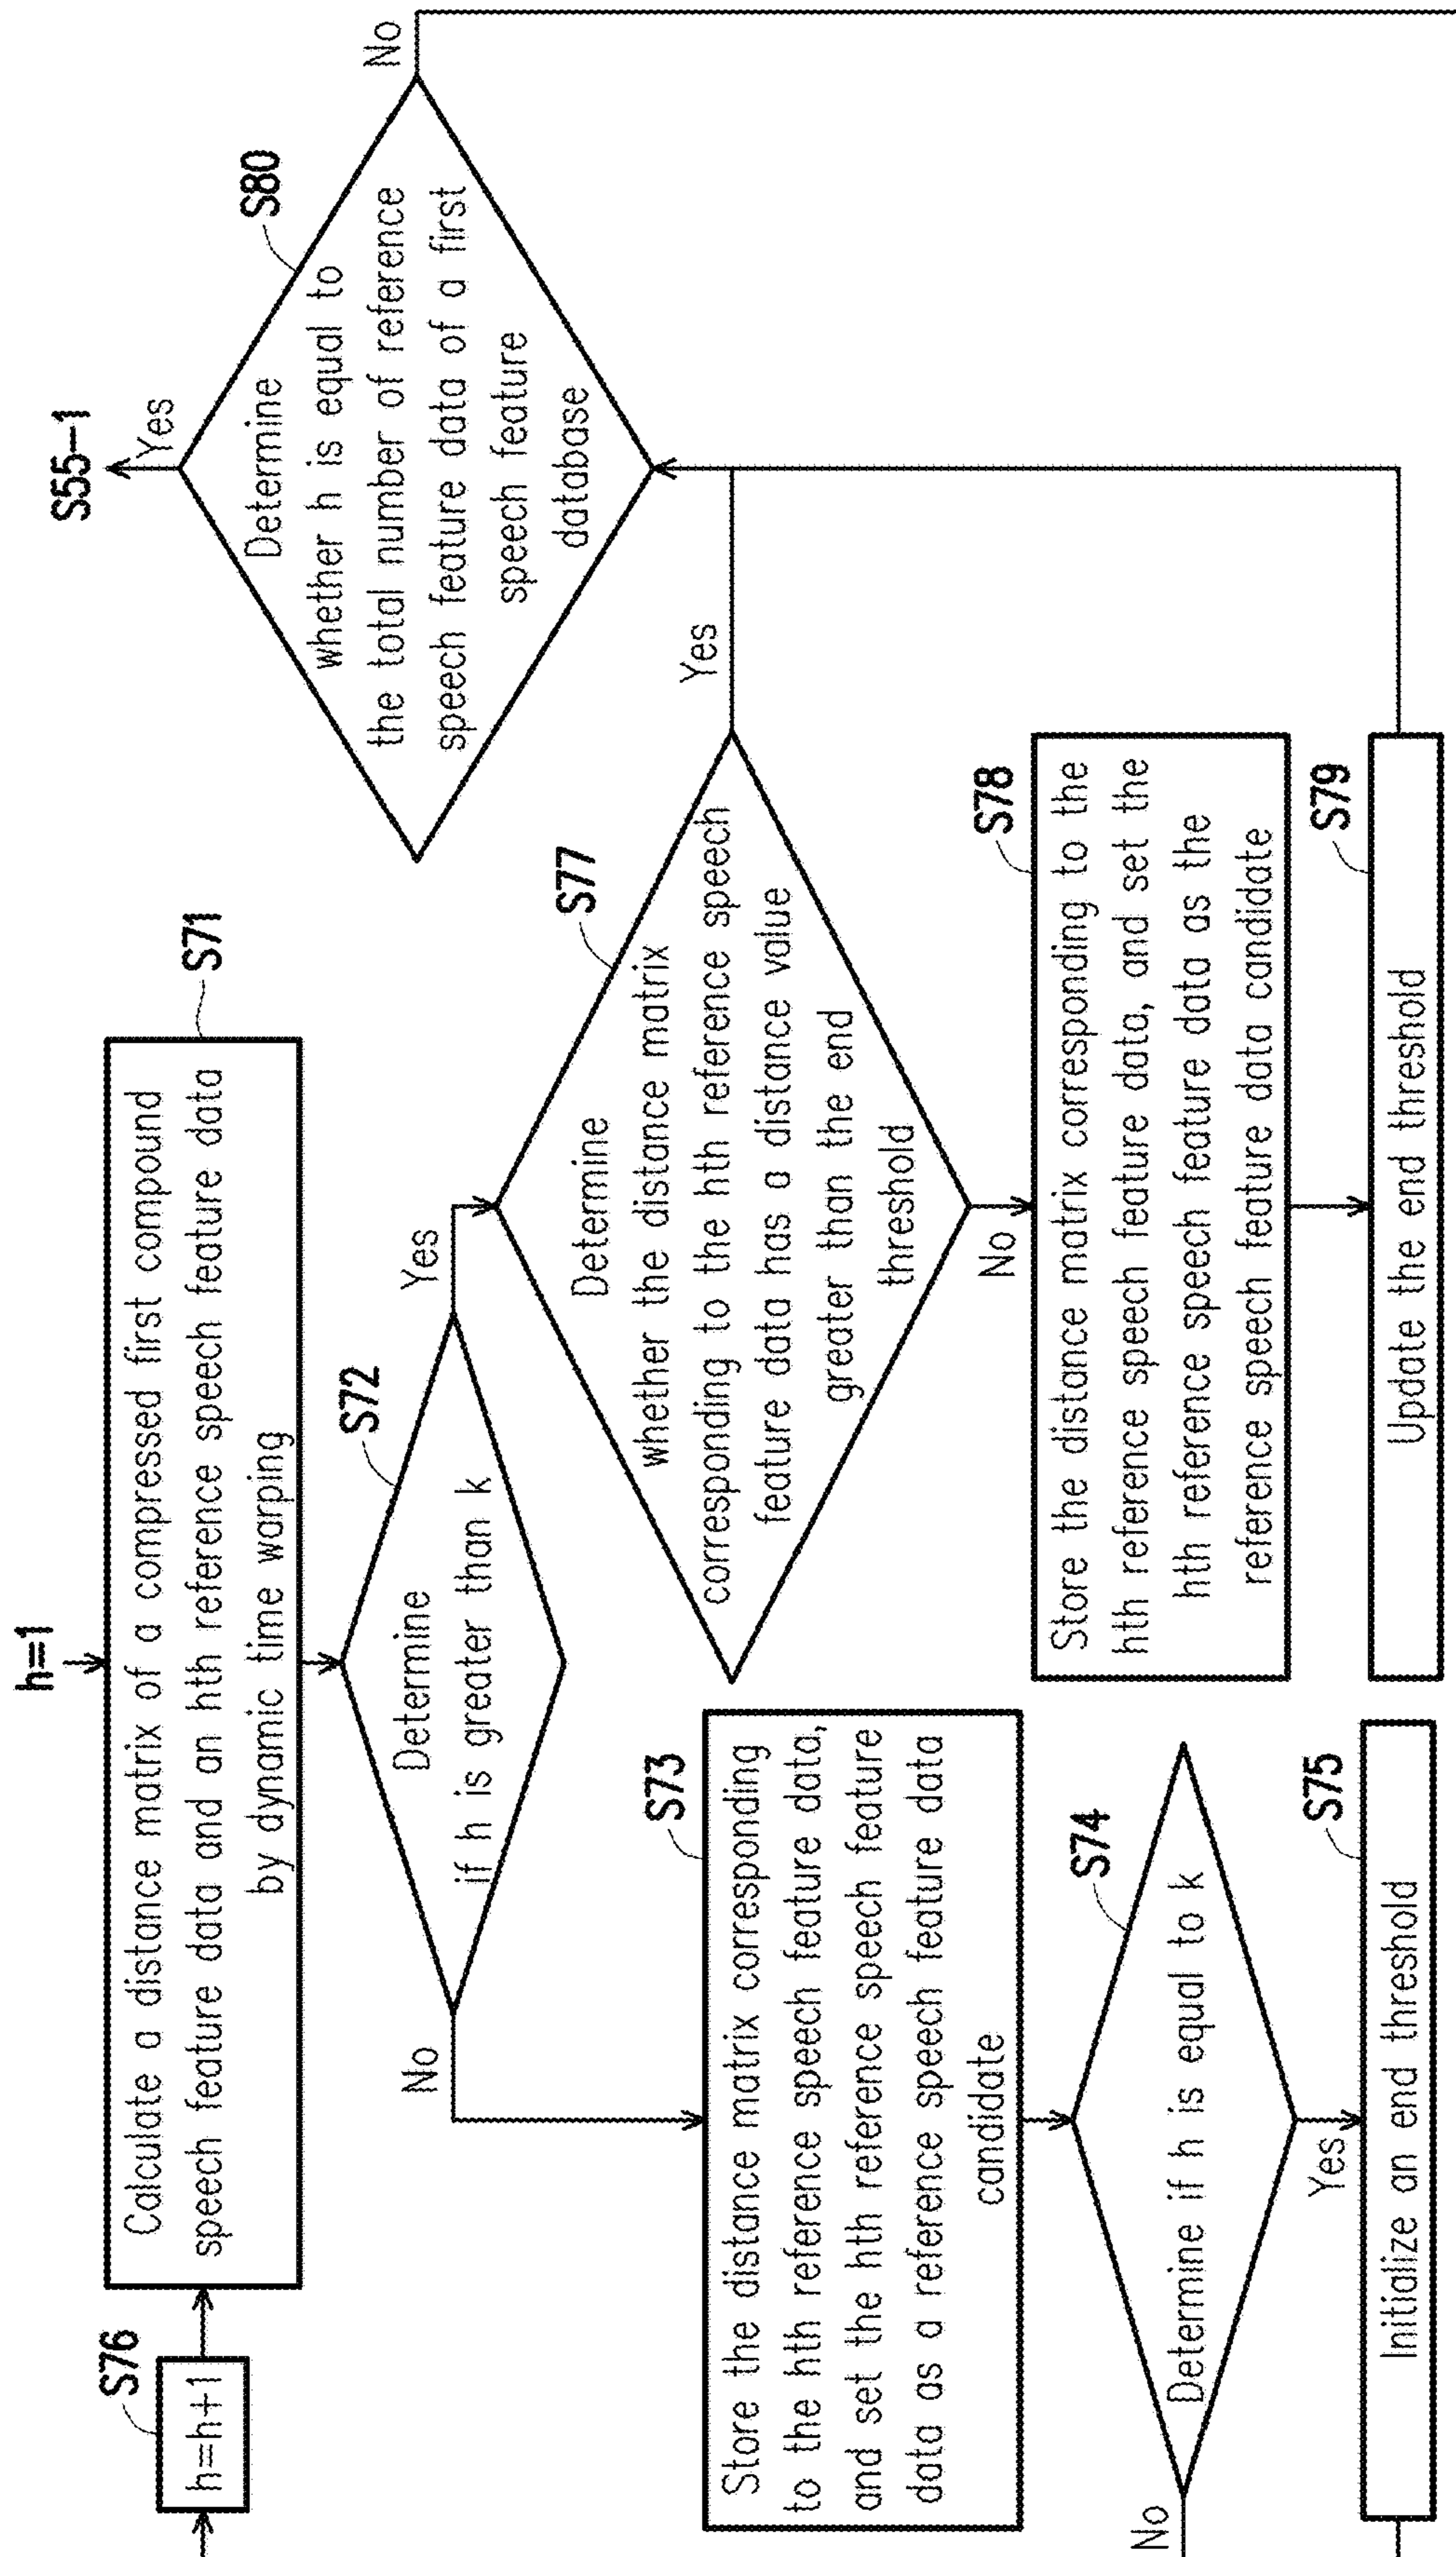 h=1
S76
h=h+1
S71
Calculate a distance matrix of a compressed first compound
speech feature data and an hth reference speech feature data
by dynamic time warping
S72
Determine
if h is greater than k
No
Yes
S73
Store the distance matrix corresponding
to the hth reference speech feature data,
and set the hth reference speech feature
data as a reference speech feature data
candidate
S74
Determine if h is equal to k
No
Yes
S75
Initialize an end threshold
S77
Determine
whether the distance matrix
corresponding to the hth reference speech
feature data has a distance value
greater than the end
threshold
Yes
No
S78
Store the distance matrix corresponding to the
hth reference speech feature data, and set the
hth reference speech feature data as the
reference speech feature data candidate
S79
Update the end threshold
S80
Determine
whether h is equal to
the total number of reference
speech feature data of a first
speech feature
database
Yes
No
S55-1